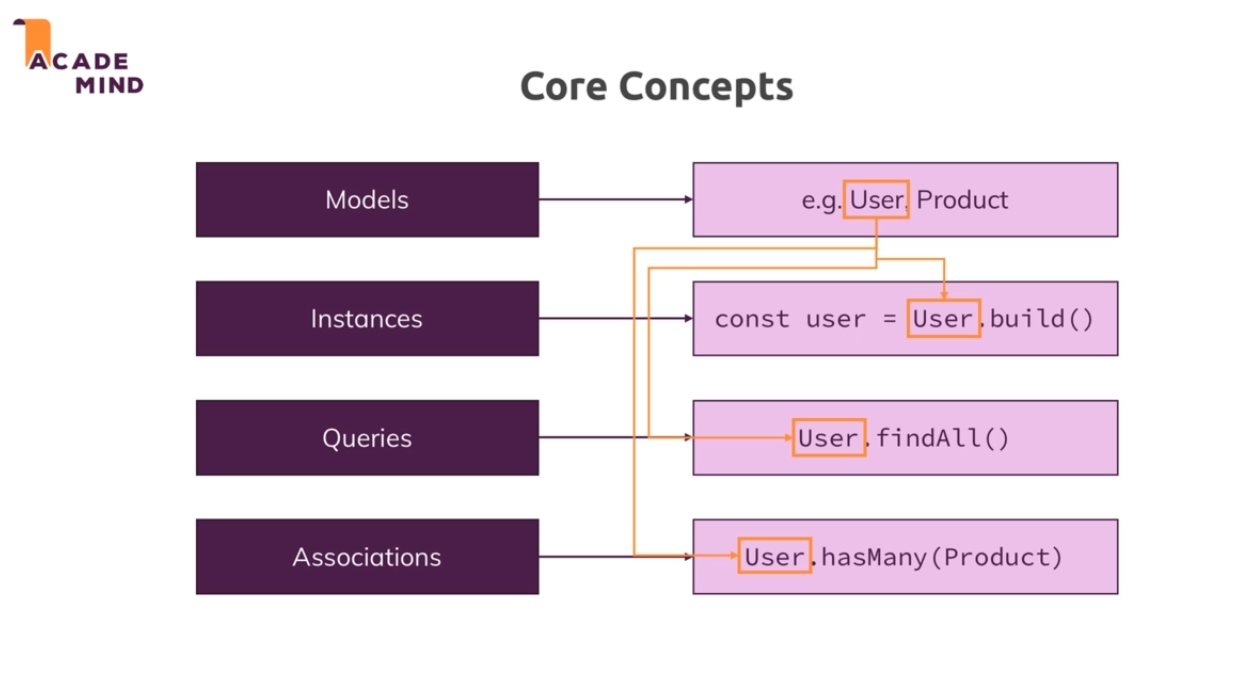 ACADE
MIND
Core Concepts
Models
e.g. User, Product
Instances
const user = User.build()
Queries
User.findAll()
Associations
User.hasMany(Product)